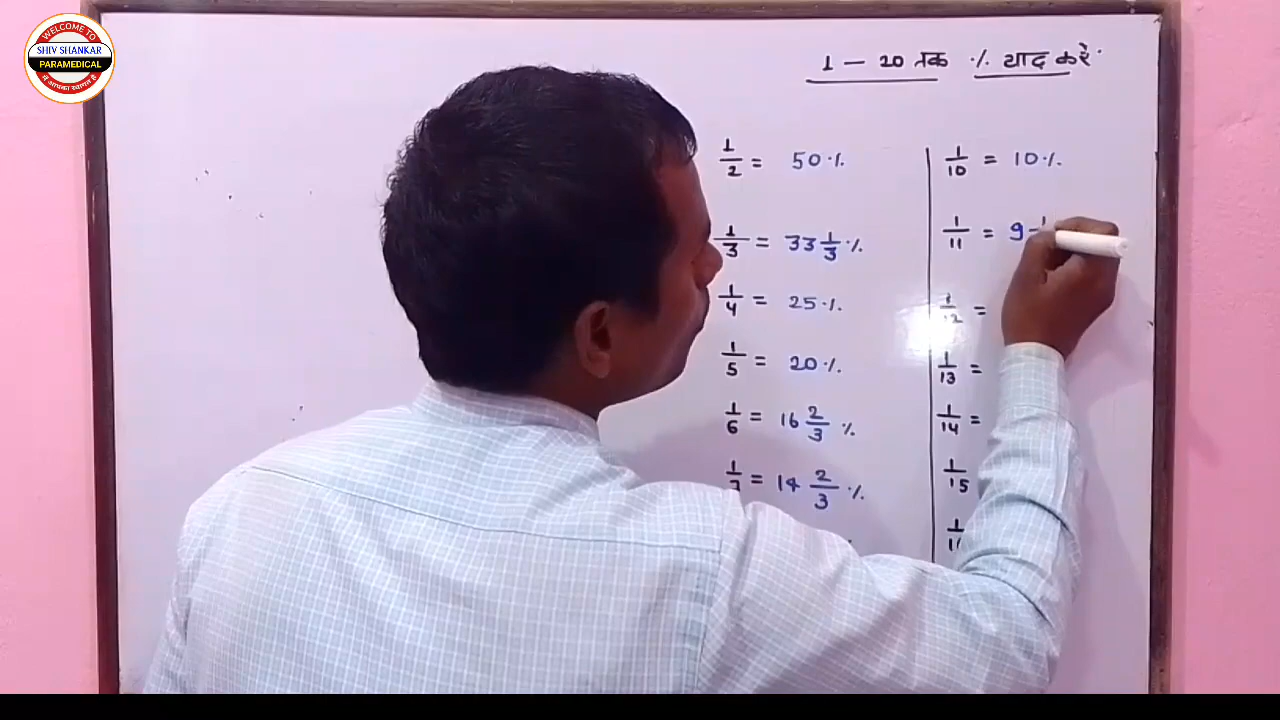 WELCOME TO
SHIV SHANKAR
PARAMEDICAL
में आपका स्वागत है
1 — 20 तक % याद करें
1/2 = 50%
1/3 = 33 1/3 %
1/4 = 25%
1/5 = 20%
1/6 = 16 2/3 %
1/7 = 14 2/3 %
1/10 = 10%
1/11 = 9
1/12 =
1/13 =
1/14 =
1/15